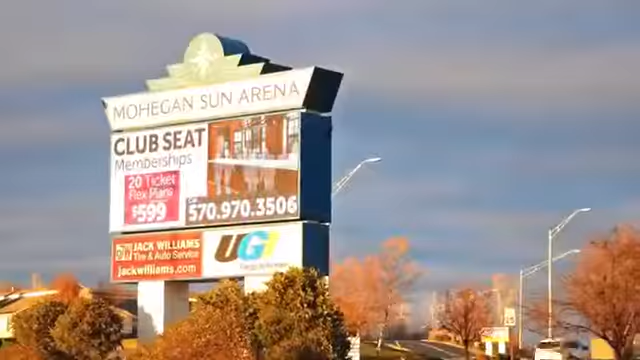 MOHEGAN SUN ARENA
CLUB SEAT
Memberships
20 Ticket
Flex Plans
$599
570.970.3506
JACK WILLIAMS
Tire & Auto Service
jackwilliams.com
UGI